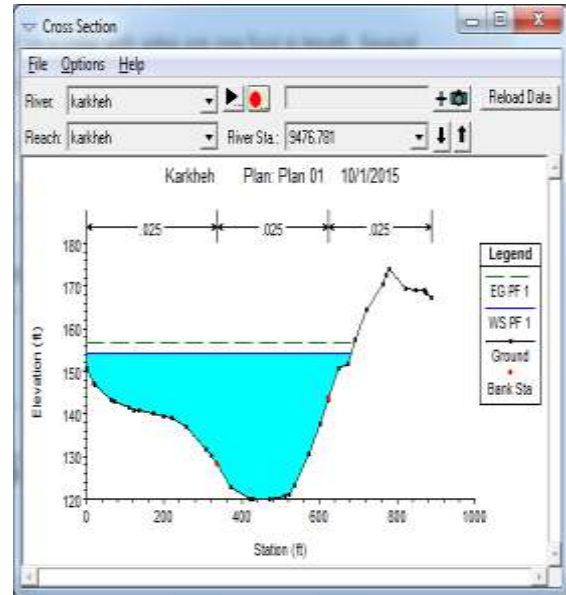 Cross Section
File Options Help
River: karkheh
Reload Data
Reach: karkheh River Sta.: 9476.781
Karkheh Plan: Plan 01 10/1/2015
.025 .025 .025
Legend
EG PF 1
WS PF 1
Ground
Bank Sta
Elevation (ft)
180
170
160
150
140
130
120
0 200 400 600 800 1000
Station (ft)